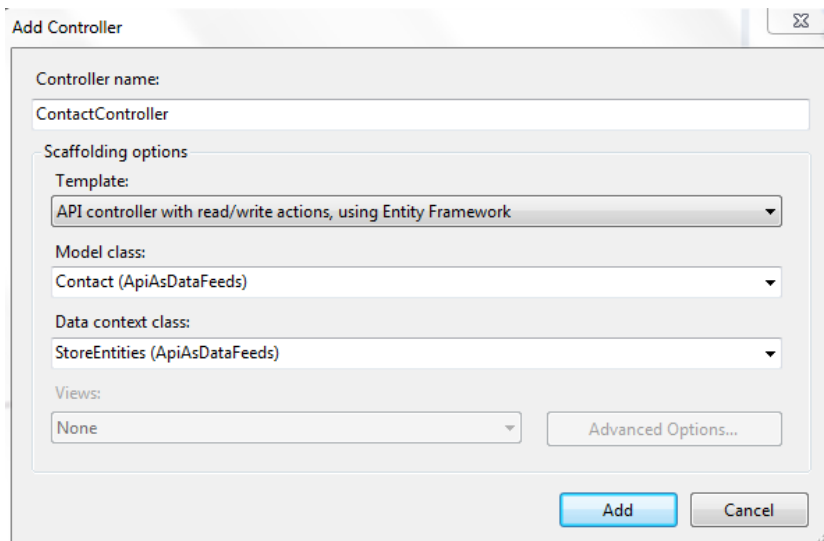 Add Controller
Controller name:
ContactController
Scaffolding options
Template:
API controller with read/write actions, using Entity Framework
Model class:
Contact (ApiAsDataFeeds)
Data context class:
StoreEntities (ApiAsDataFeeds)
Views:
None
Advanced Options...
Add
Cancel